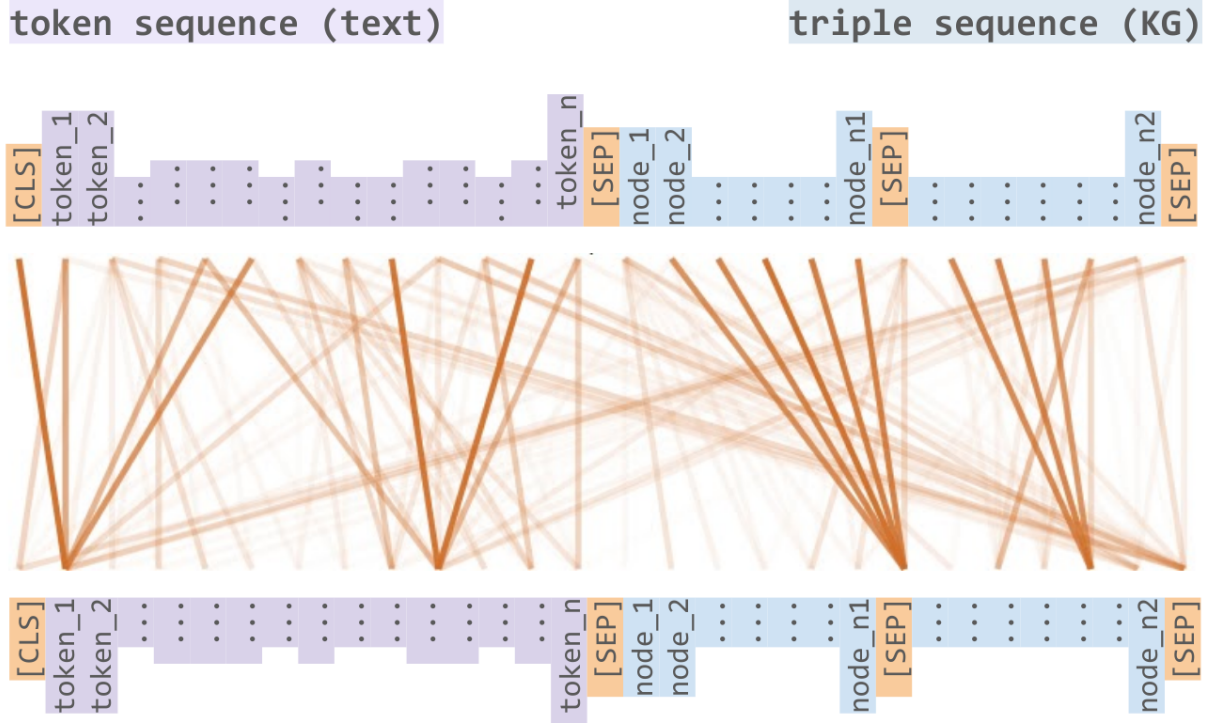 token sequence (text)
triple sequence (KG)
[CLS]
token_1
token_2
token_n
[SEP]
node_1
node_2
node_n1
[SEP]
node_n2
[SEP]
[CLS]
token_1
token_2
token_n
[SEP]
node_1
node_2
node_n1
[SEP]
node_n2
[SEP]